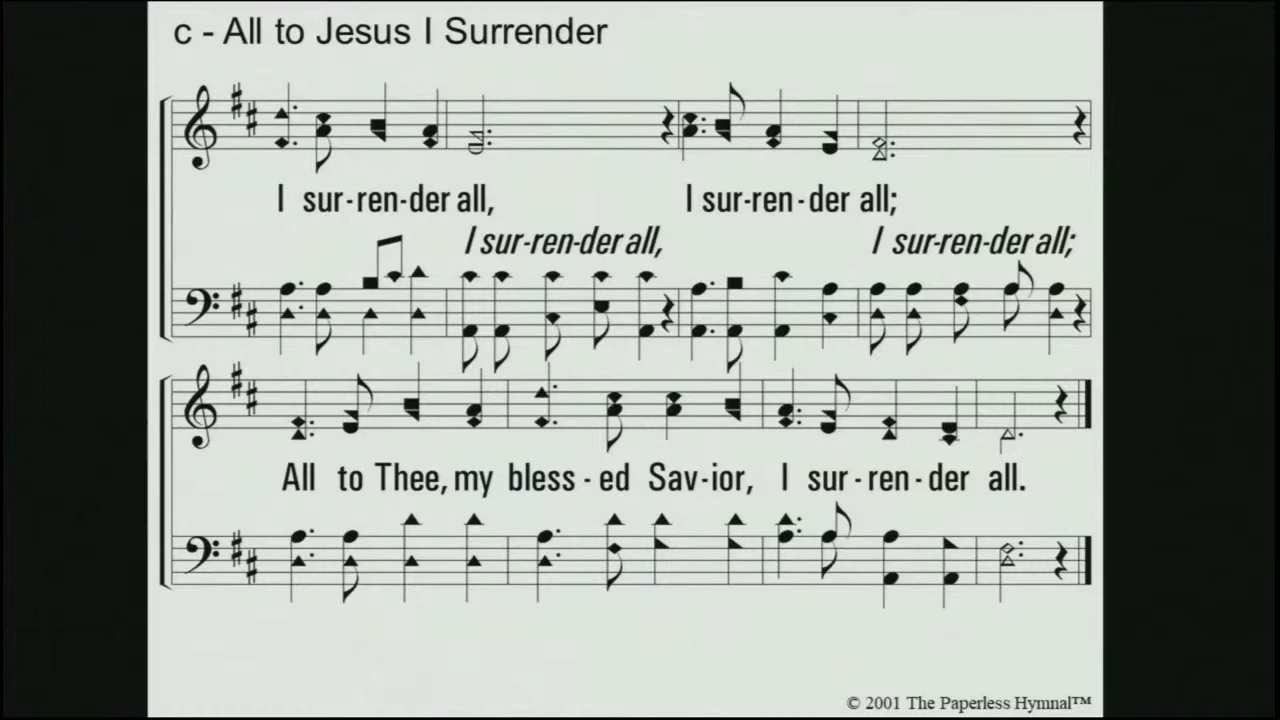 c - All to Jesus I Surrender
I sur-ren-der all, I sur-ren-der all;
I sur-ren-der all, I sur-ren-der all;
All to Thee, my bless-ed Sav-ior, I sur-ren-der all.
© 2001 The Paperless Hymnal™